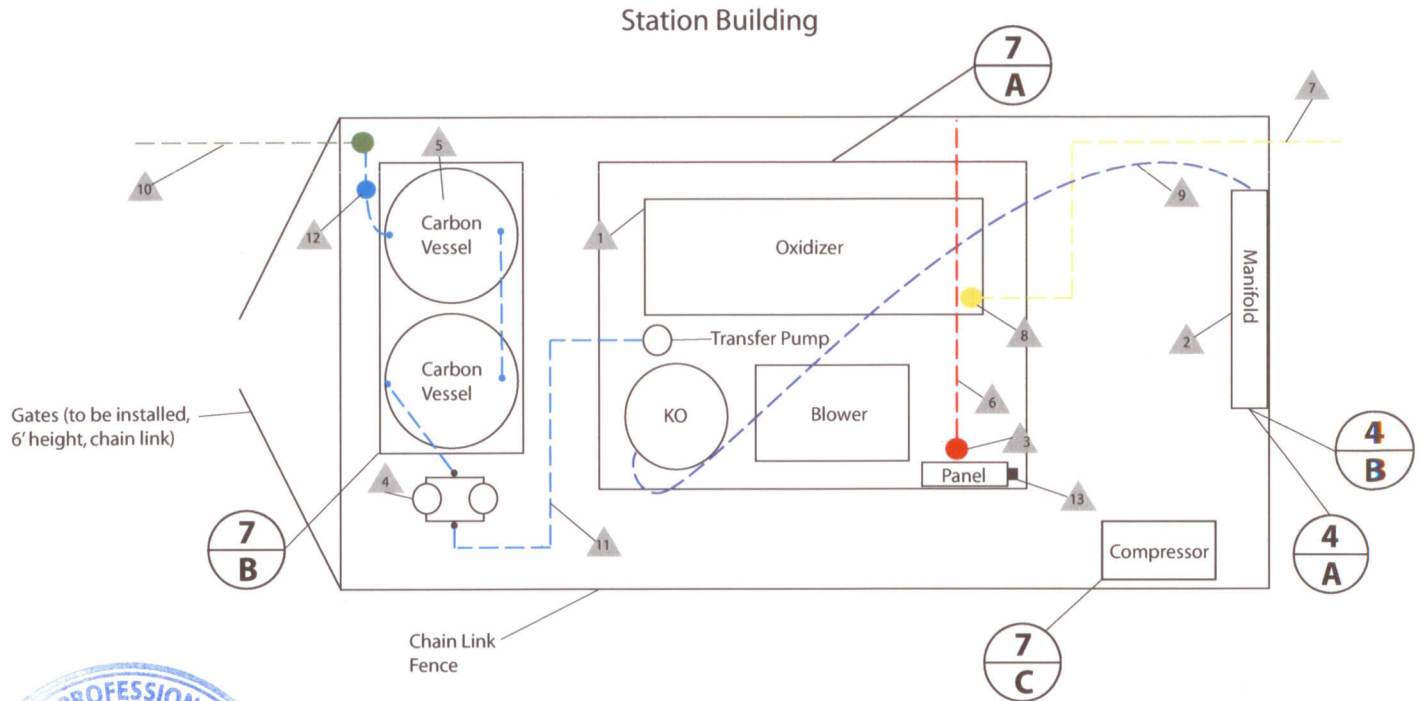 Station Building
7
A
7
10
5
12
Carbon
Vessel
1
Oxidizer
9
Manifold
2
8
Transfer Pump
Carbon
Vessel
KO
Blower
6
3
Panel
13
Gates (to be installed,
6' height, chain link)
4
4
B
7
B
11
Compressor
4
A
Chain Link
Fence
7
C
PROFESSION